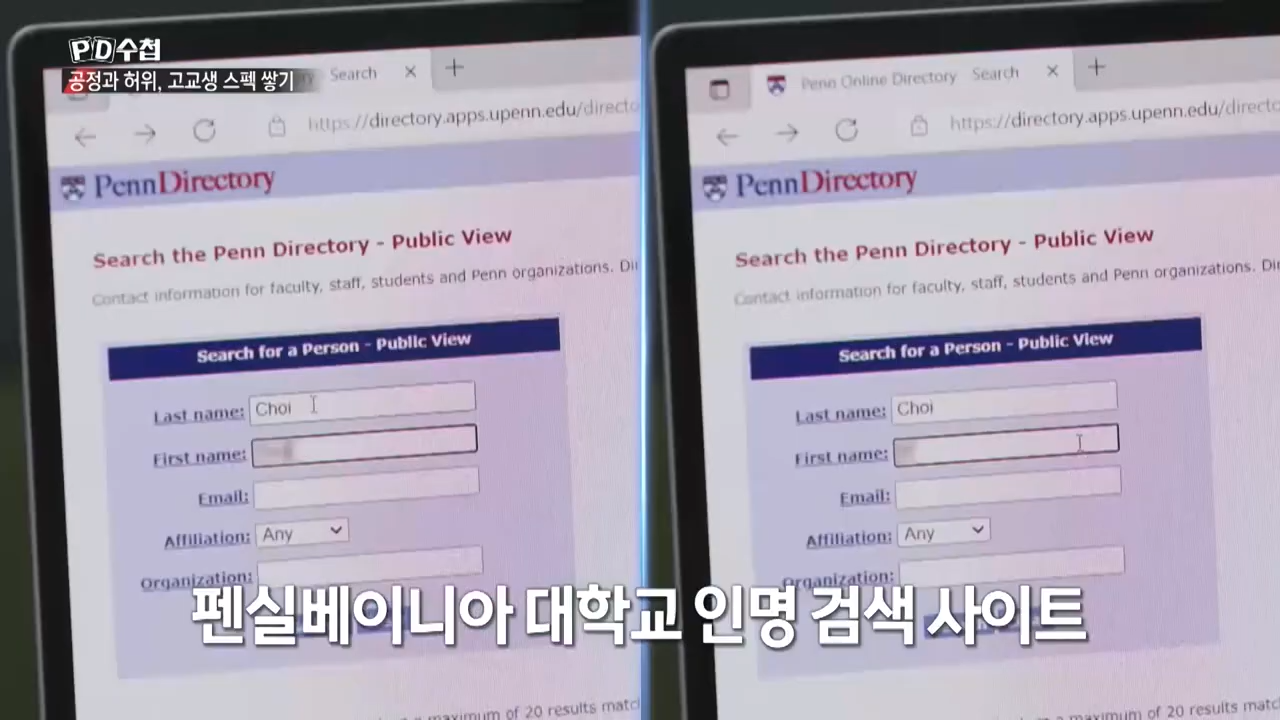 PD수첩
공정과 허위, 고교생 스펙 쌓기
Search
https://directory.apps.upenn.edu/directo
PennDirectory
Search the Penn Directory - Public View
Contact information for faculty, staff, students and Penn organizations. Di
Search for a Person - Public View
Last name: Choi
First name:
Email:
Affiliation: Any
Organization:
maximum of 20 results matc
Penn Online Directory Search
https://directory.apps.upenn.edu/directo
PennDirectory
Search the Penn Directory - Public View
Contact information for faculty, staff, students and Penn organizations. Di
Search for a Person - Public View
Last name: Choi
First name:
Email:
Affiliation: Any
Organization:
a maximum of 20 results matc
펜실베이니아 대학교 인명 검색 사이트